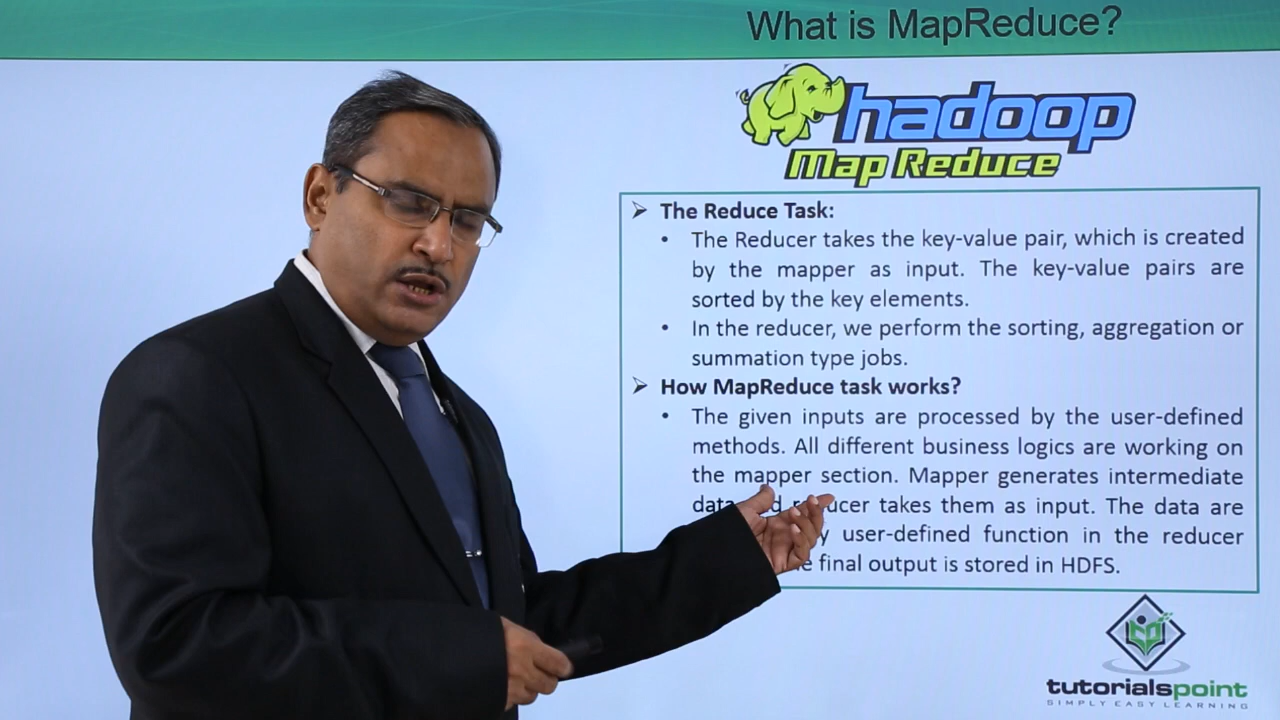 What is MapReduce?
hadoop
Map Reduce
➢ The Reduce Task:
• The Reducer takes the key-value pair, which is created
by the mapper as input. The key-value pairs are
sorted by the key elements.
• In the reducer, we perform the sorting, aggregation or
summation type jobs.
➢ How MapReduce task works?
• The given inputs are processed by the user-defined
methods. All different business logics are working on
the mapper section. Mapper generates intermediate
takes them as input. The data are
user-defined function in the reducer
final output is stored in HDFS.
tutorialspoint
SIMPLY EASY LEARNING